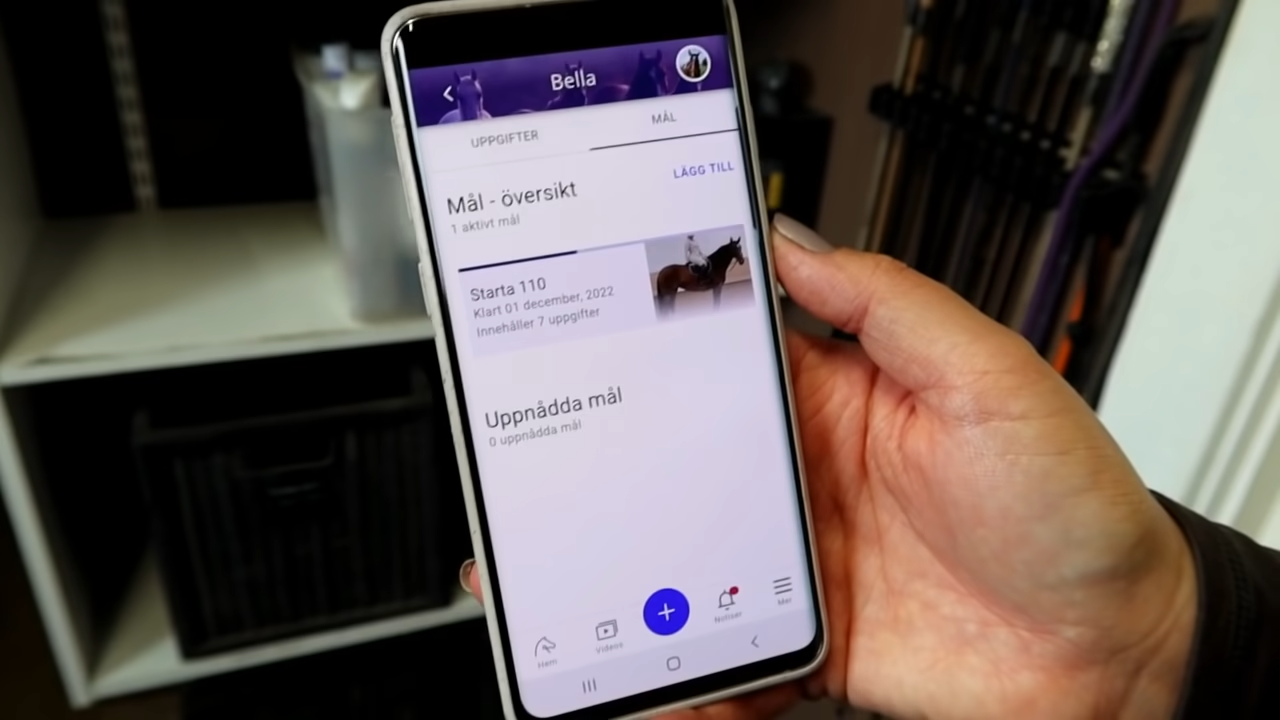 Bella
UPPGIFTER
MÅL
LÄGG TILL
Mål - översikt
1 aktivt mål
Starta 110
Klart 01 december, 2022
Innehåller 7 uppgifter
Uppnådda mål
0 uppnådda mål
Hem
Videos
Notiser
Mer